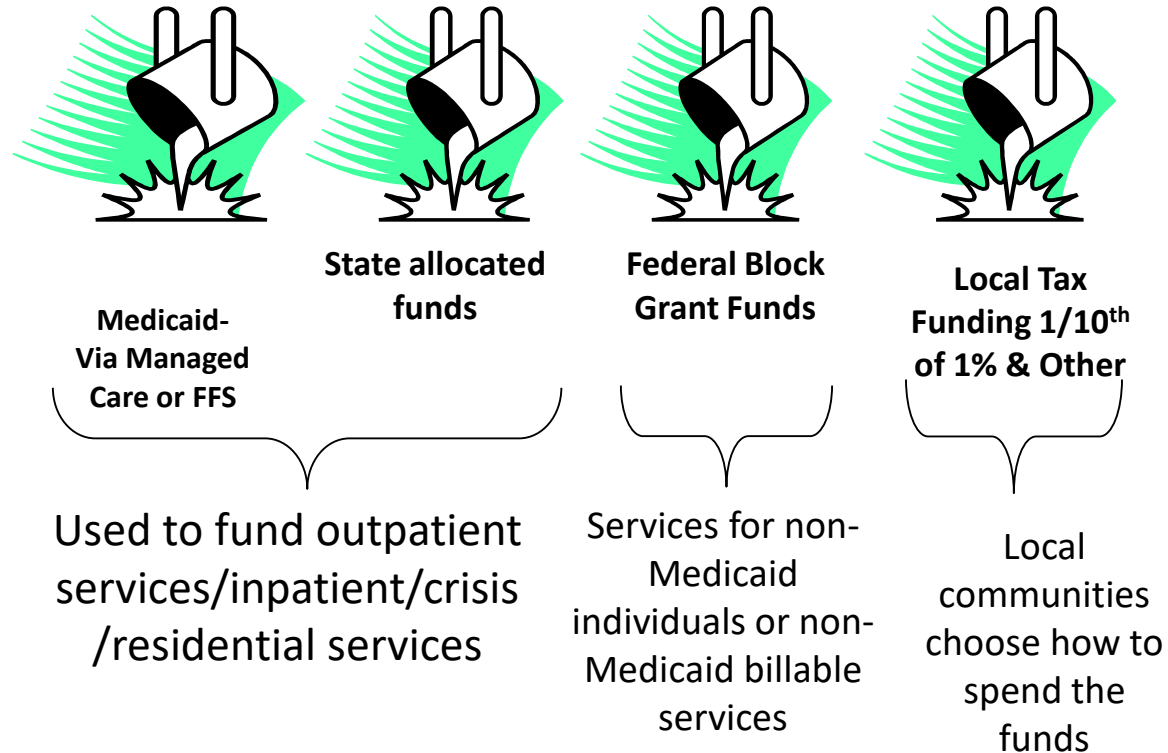 Medicaid-
Via Managed
Care or FFS
State allocated
funds
Federal Block
Grant Funds
Local Tax
Funding 1/10th
of 1% & Other
Used to fund outpatient
services/inpatient/crisis
/residential services
Services for non-
Medicaid
individuals or non-
Medicaid billable
services
Local
communities
choose how to
spend the
funds